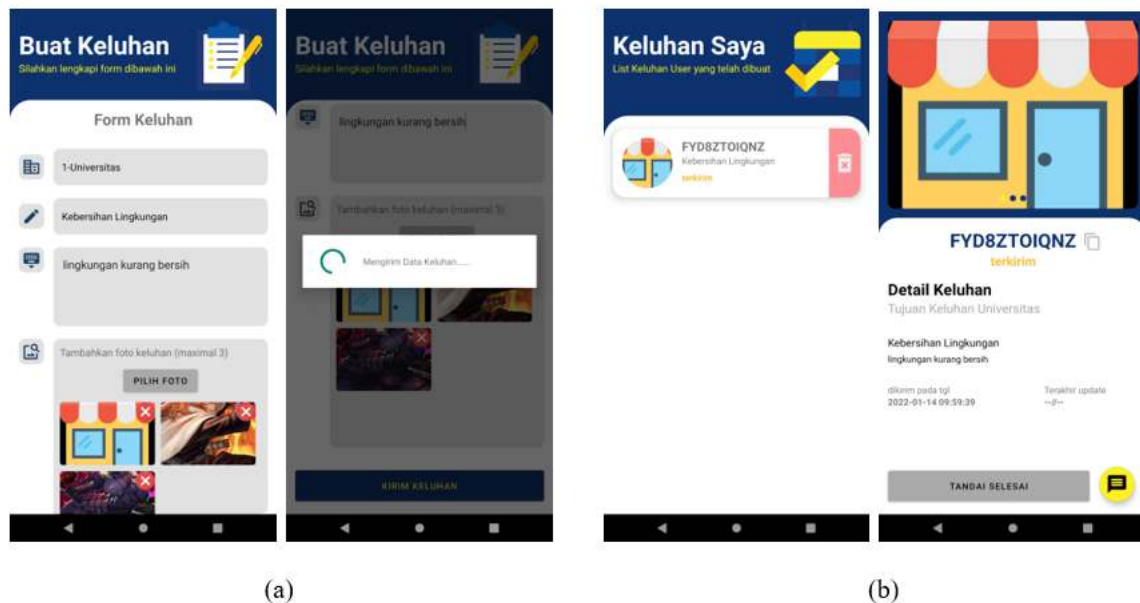 Buat Keluhan
Silahkan lengkapi form dibawah ini
Form Keluhan
1-Universitas
Kebersihan Lingkungan
lingkungan kurang bersih
Tambahkan foto keluhan (maximal 3)
PILIH FOTO
Buat Keluhan
Silahkan lengkapi form dibawah ini
lingkungan kurang bersih
Tambahkan foto keluhan (maximal 3)
Mengirim Data Keluhan......
KIRIM KELUHAN
(a)
Keluhan Saya
List Keluhan User yang telah dibuat
FYD8ZTOIQNZ
Kebersihan Lingkungan
terkirim
FYD8ZTOIQNZ
terkirim
Detail Keluhan
Tujuan Keluhan Universitas
Kebersihan Lingkungan
lingkungan kurang bersih
dikirim pada tgl
2022-01-14 09:59:39
Terakhir update
--//--
TANDAI SELESAI
(b)